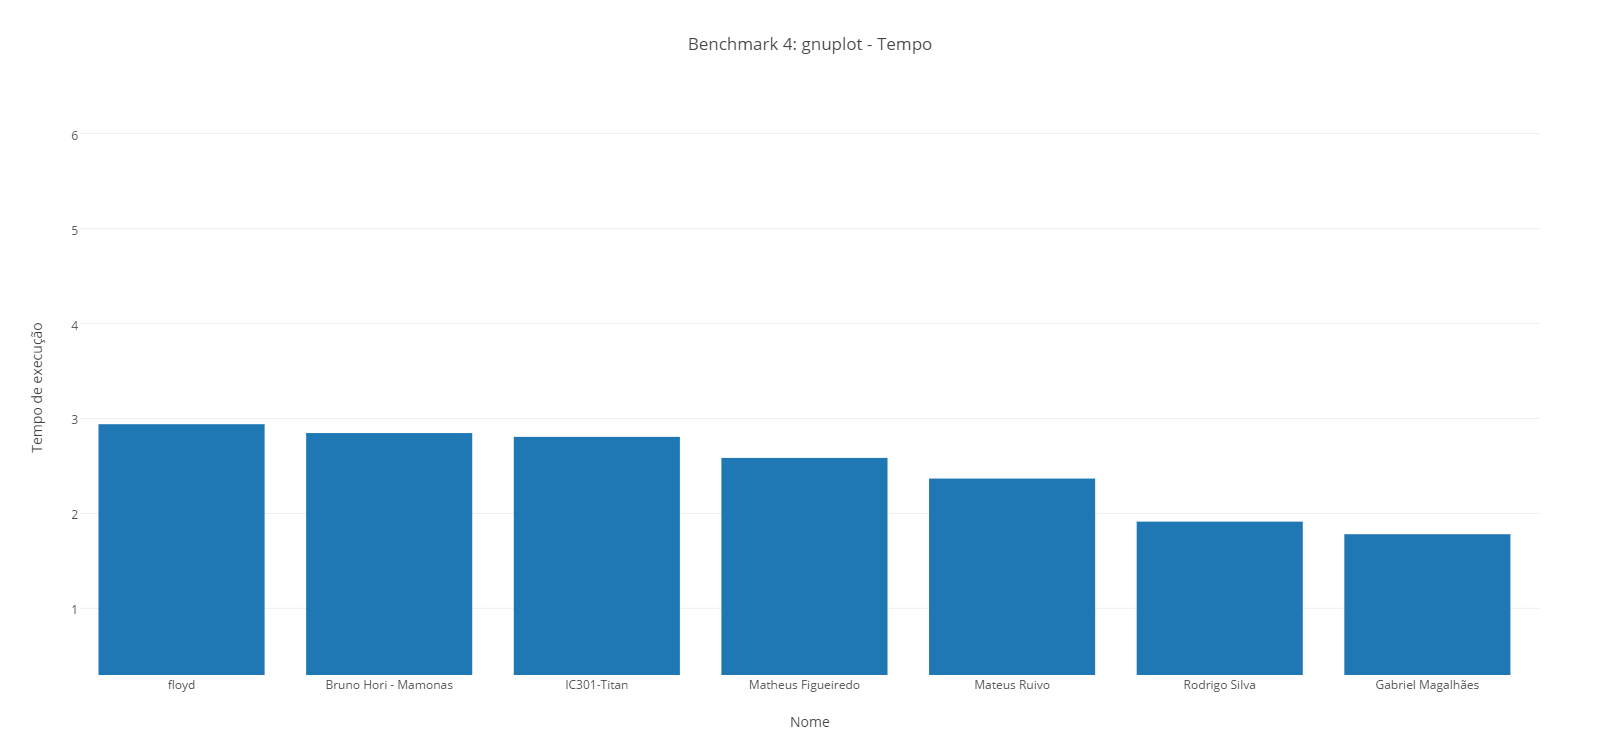 Benchmark 4: gnuplot - Tempo
6
5
4
3
2
1
Tempo de execução
floyd
Bruno Hori - Mamonas
IC301-Titan
Matheus Figueiredo
Mateus Ruivo
Rodrigo Silva
Gabriel Magalhães
Nome